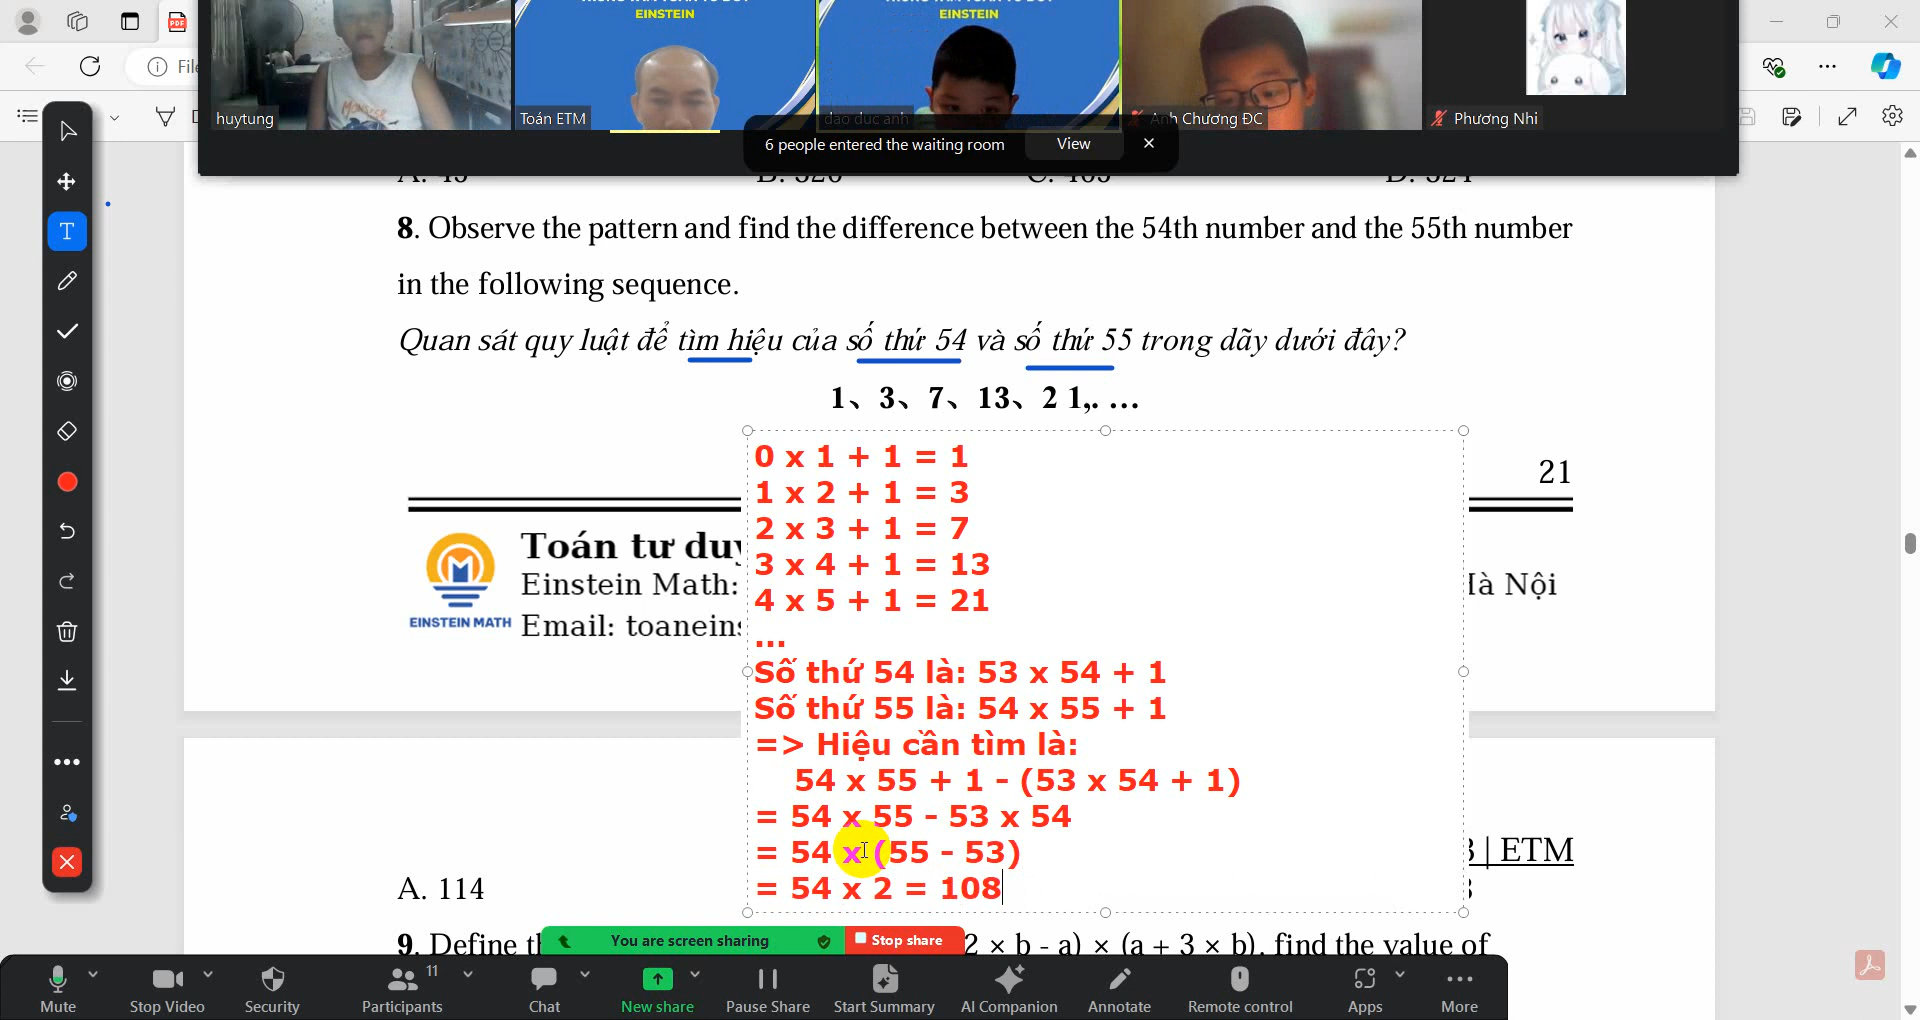 EINSTEIN
EINSTEIN
huytung
Toán ETM
dao duc anh
Anh Chương ĐC
Phương Nhi
6 people entered the waiting room
View
8. Observe the pattern and find the difference between the 54th number and the 55th number
in the following sequence.
Quan sát quy luật để tìm hiệu của số thứ 54 và số thứ 55 trong dãy dưới đây?
1、3、7、13、2 1,. ...
0 x 1 + 1 = 1
1 x 2 + 1 = 3
2 x 3 + 1 = 7
3 x 4 + 1 = 13
4 x 5 + 1 = 21
...
Số thứ 54 là: 53 x 54 + 1
Số thứ 55 là: 54 x 55 + 1
=> Hiệu cần tìm là:
54 x 55 + 1 - (53 x 54 + 1)
= 54 x 55 - 53 x 54
= 54 x (55 - 53)
= 54 x 2 = 108
21
EINSTEIN MATH
Toán tư duy
Einstein Math:
Hà Nội
Email: toaneins
| ETM
A. 114
You are screen sharing
Stop share
9. Define
2 × b - a) × (a + 3 × b), find the value of
Mute
Stop Video
Security
Participants
11
Chat
New share
Pause Share
Start Summary
AI Companion
Annotate
Remote control
Apps
More